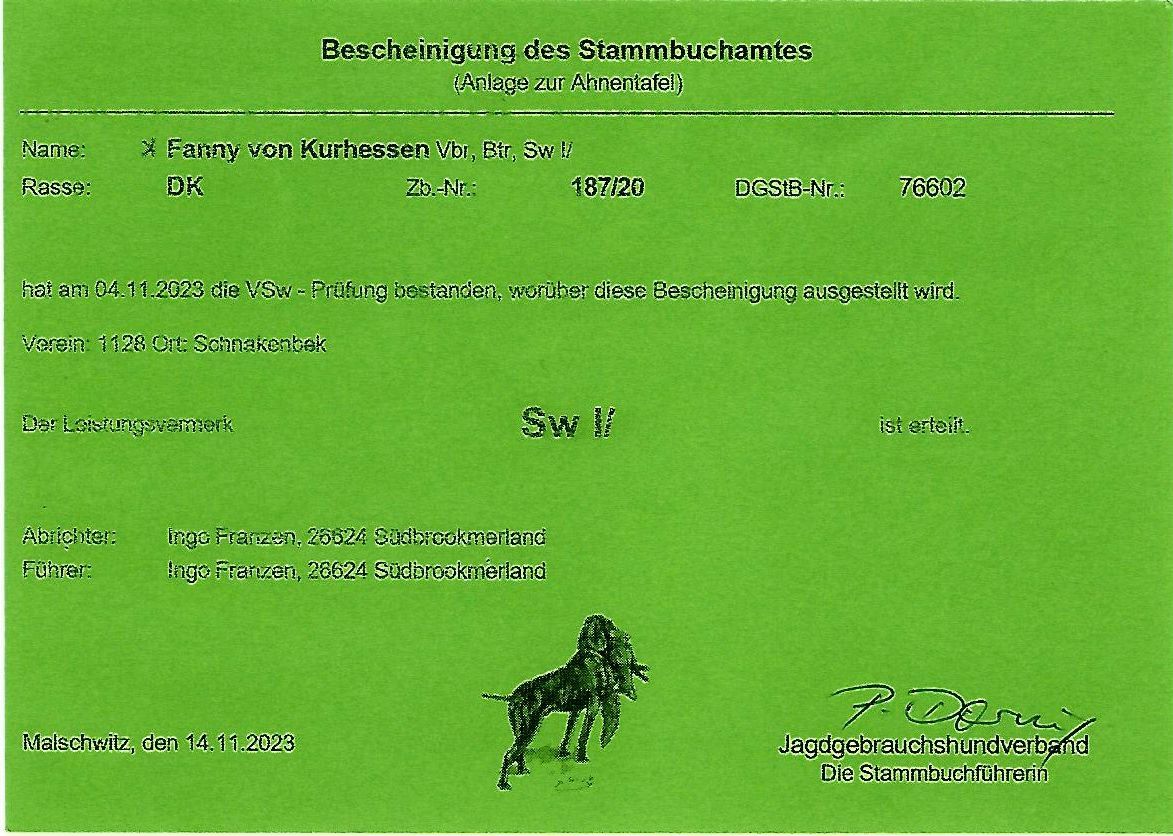 Bescheinigung des Stammbuchamtes
(Anlage zur Ahnentafel)
Name: Fanny von Kurhessen Vbr, Btr, Sw I/
Rasse: DK Zb.-Nr.: 187/20 DGStB-Nr.: 76602
hat am 04.11.2023 die VSw - Prüfung bestanden, worüber diese Bescheinigung ausgestellt wird.
Verein: 1128 Ort: Schnakenbek
Der Leistungsvermerk Sw I/ ist erteilt.
Abrichter: Ingo Franzen, 26624 Südbrookmerland
Führer: Ingo Franzen, 26624 Südbrookmerland
Malschwitz, den 14.11.2023
Jagdgebrauchshundverband
Die Stammbuchführerin